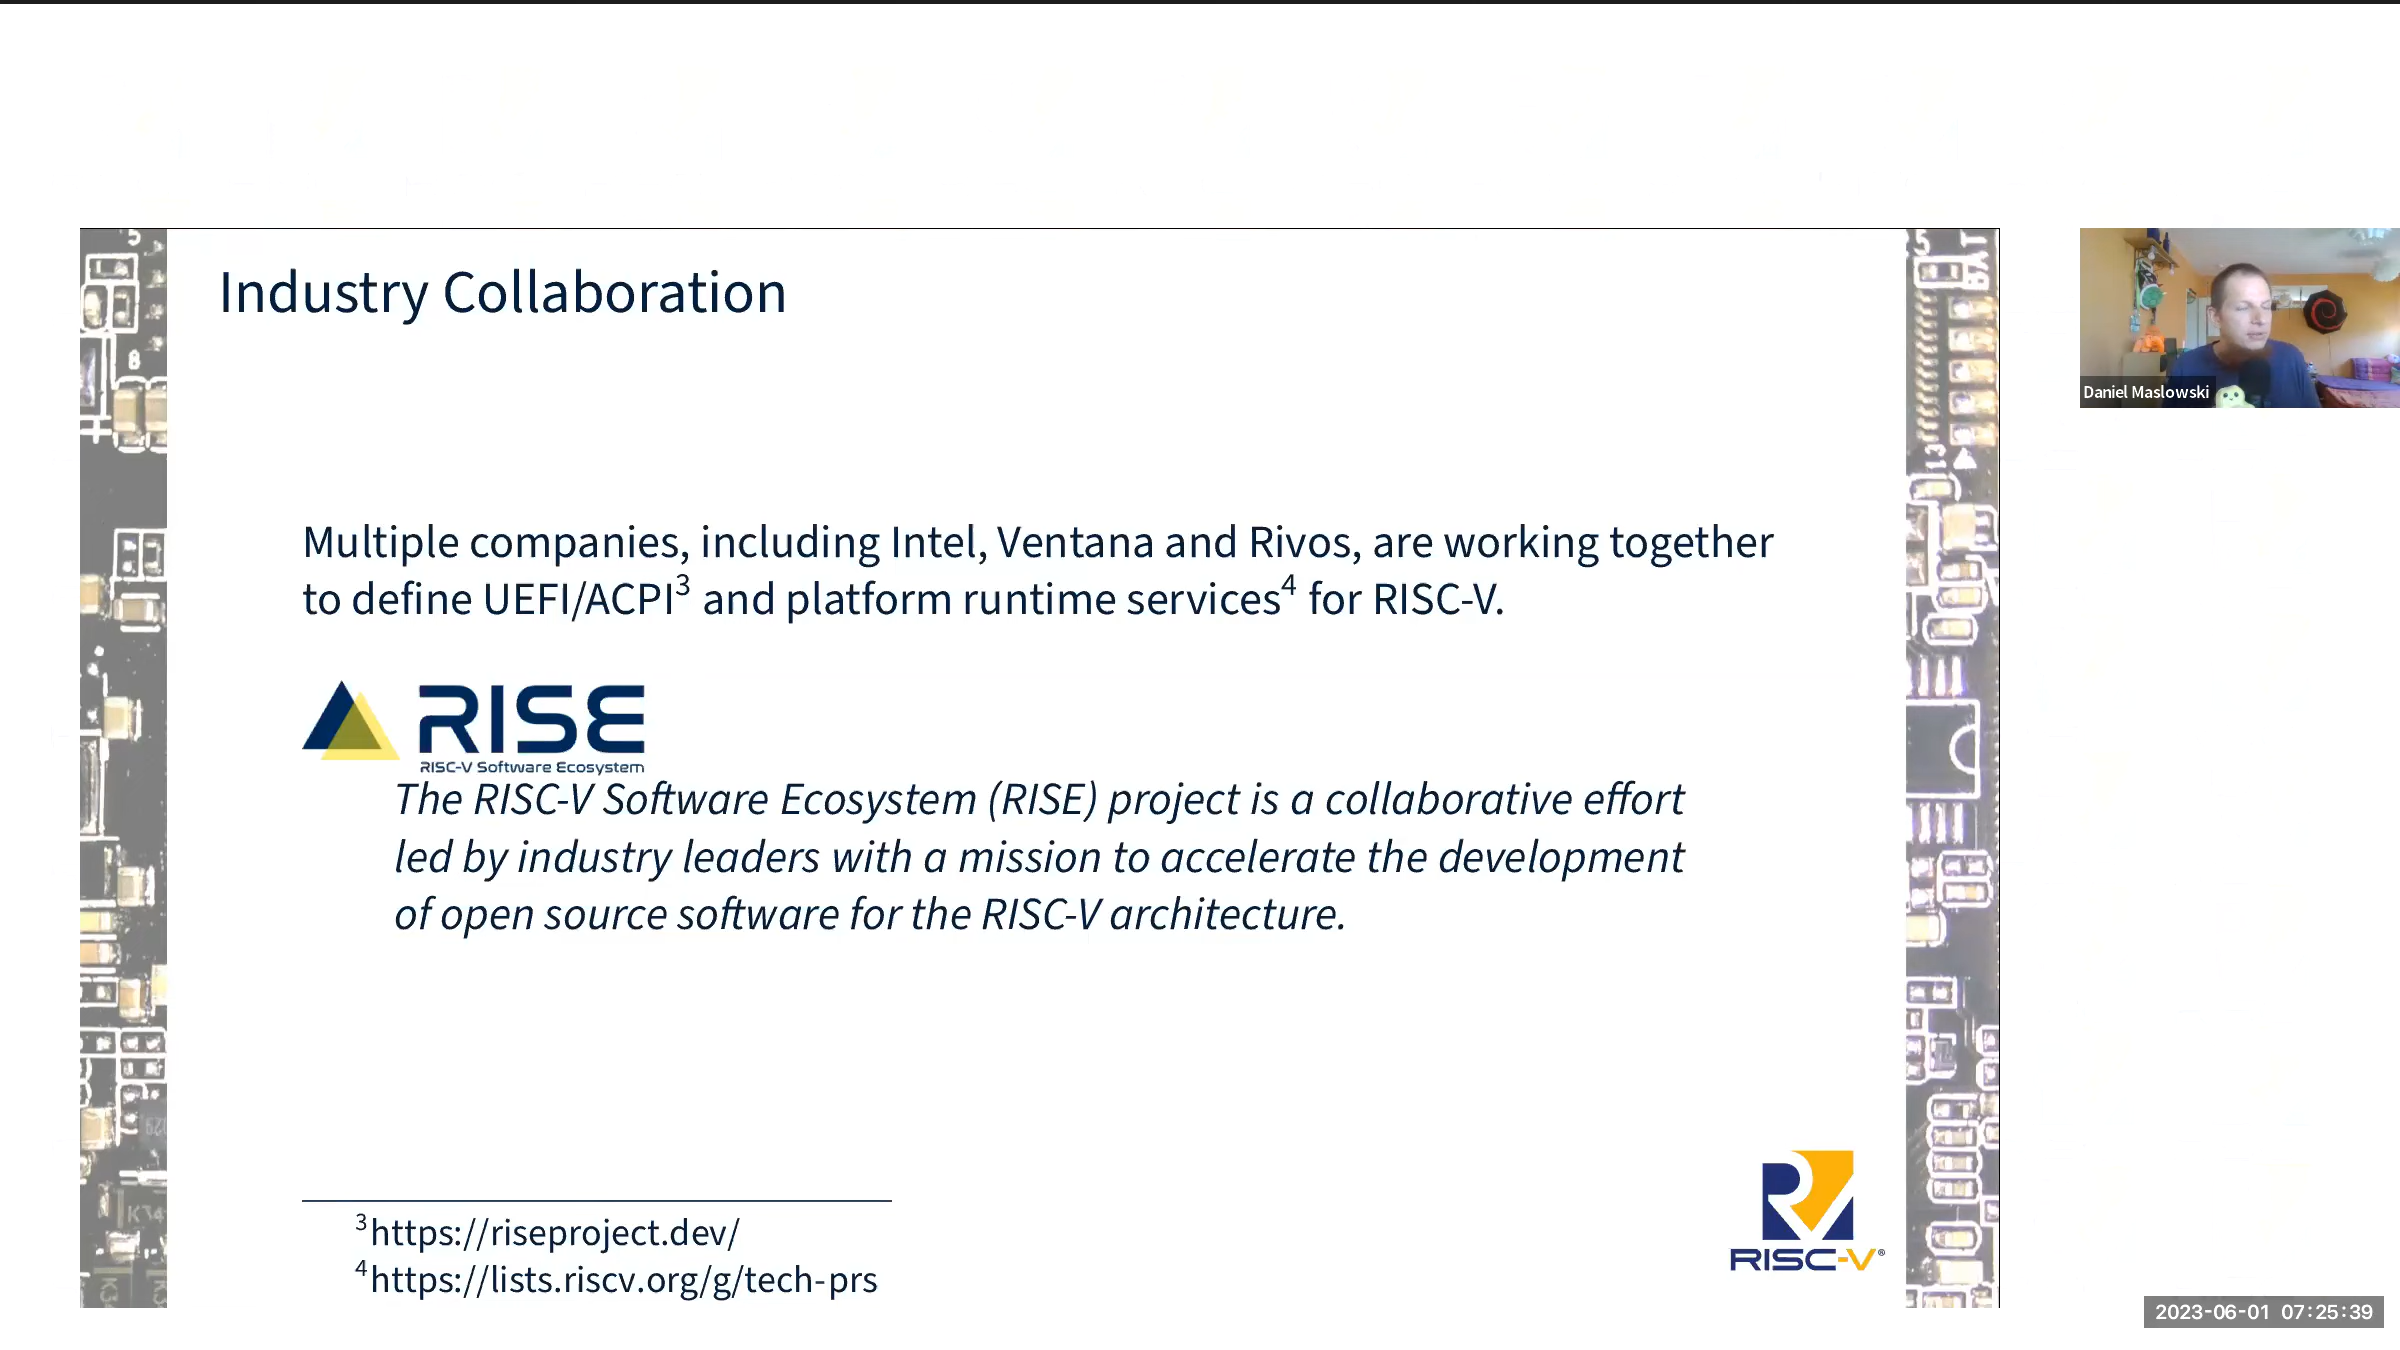 Industry Collaboration
Multiple companies, including Intel, Ventana and Rivos, are working together
to define UEFI/ACPI³ and platform runtime services⁴ for RISC-V.
RISE
RISC-V Software Ecosystem
The RISC-V Software Ecosystem (RISE) project is a collaborative effort
led by industry leaders with a mission to accelerate the development
of open source software for the RISC-V architecture.
³https://riseproject.dev/
⁴https://lists.riscv.org/g/tech-prs
RISC-V®
Daniel Maslowski
2023-06-01 07:25:39